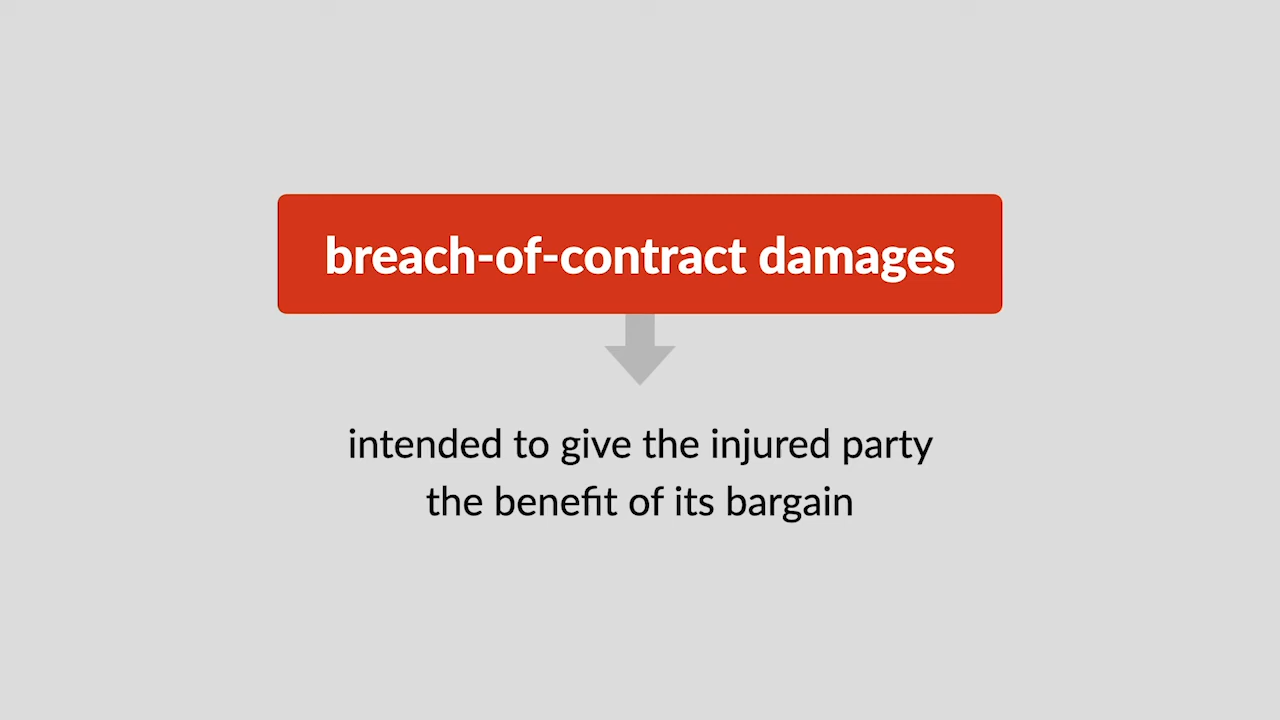 breach-of-contract damages
intended to give the injured party
the benefit of its bargain